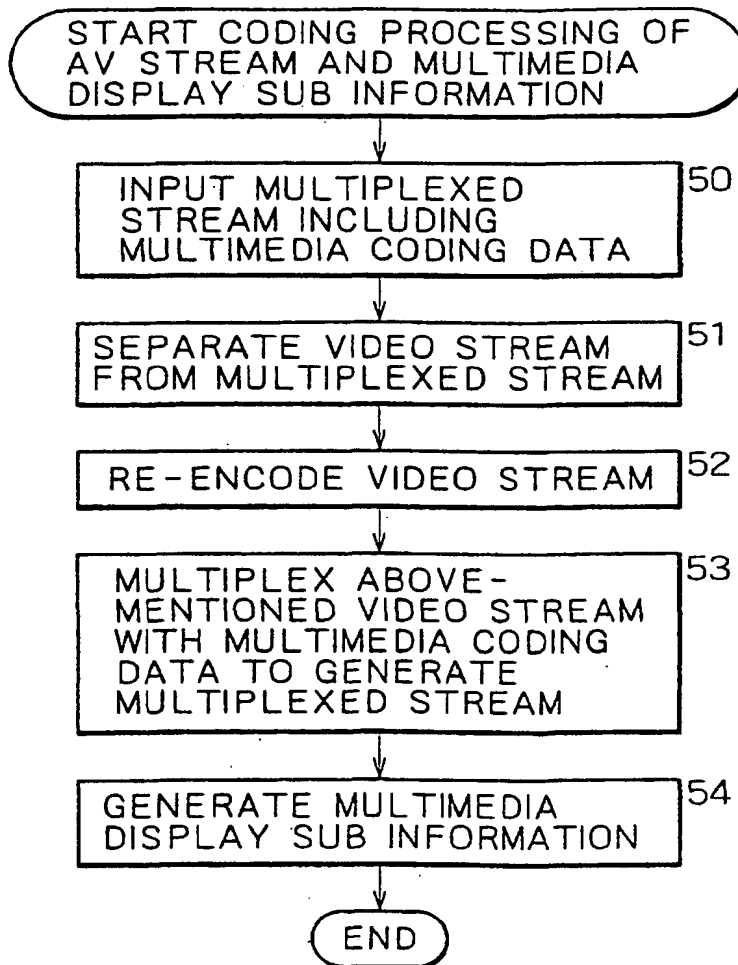 START CODING PROCESSING OF
AV STREAM AND MULTIMEDIA
DISPLAY SUB INFORMATION
50
INPUT MULTIPLEXED
STREAM INCLUDING
MULTIMEDIA CODING DATA
51
SEPARATE VIDEO STREAM
FROM MULTIPLEXED STREAM
52
RE-ENCODE VIDEO STREAM
53
MULTIPLEX ABOVE-
MENTIONED VIDEO STREAM
WITH MULTIMEDIA CODING
DATA TO GENERATE
MULTIPLEXED STREAM
54
GENERATE MULTIMEDIA
DISPLAY SUB INFORMATION
END